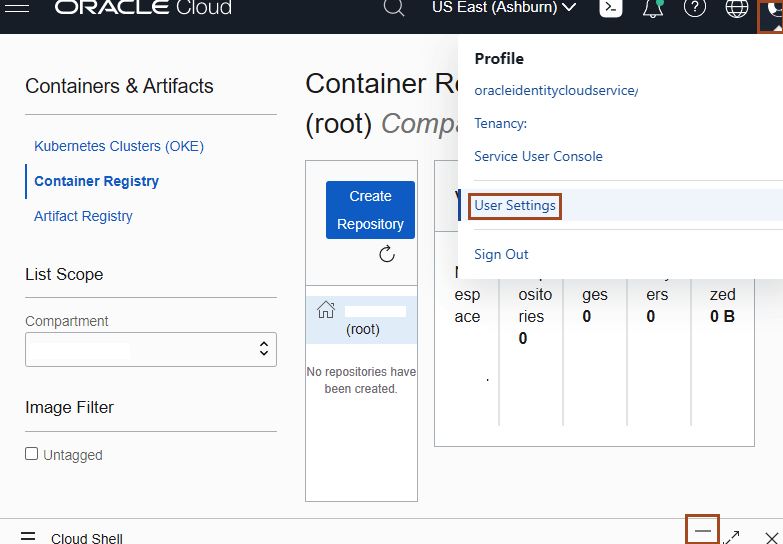 ORACLE Cloud
US East (Ashburn)
Profile
oracleidentitycloudservice/
Tenancy:
Service User Console
User Settings
Sign Out
Containers & Artifacts
Kubernetes Clusters (OKE)
Container Registry
Artifact Registry
List Scope
Compartment
Image Filter
Untagged
Container Re
(root) Compa
Create
Repository
(root)
No repositories have
been created.
esp
ace
osito
ries
0
ges
0
ers
0
zed
0 B
Cloud Shell